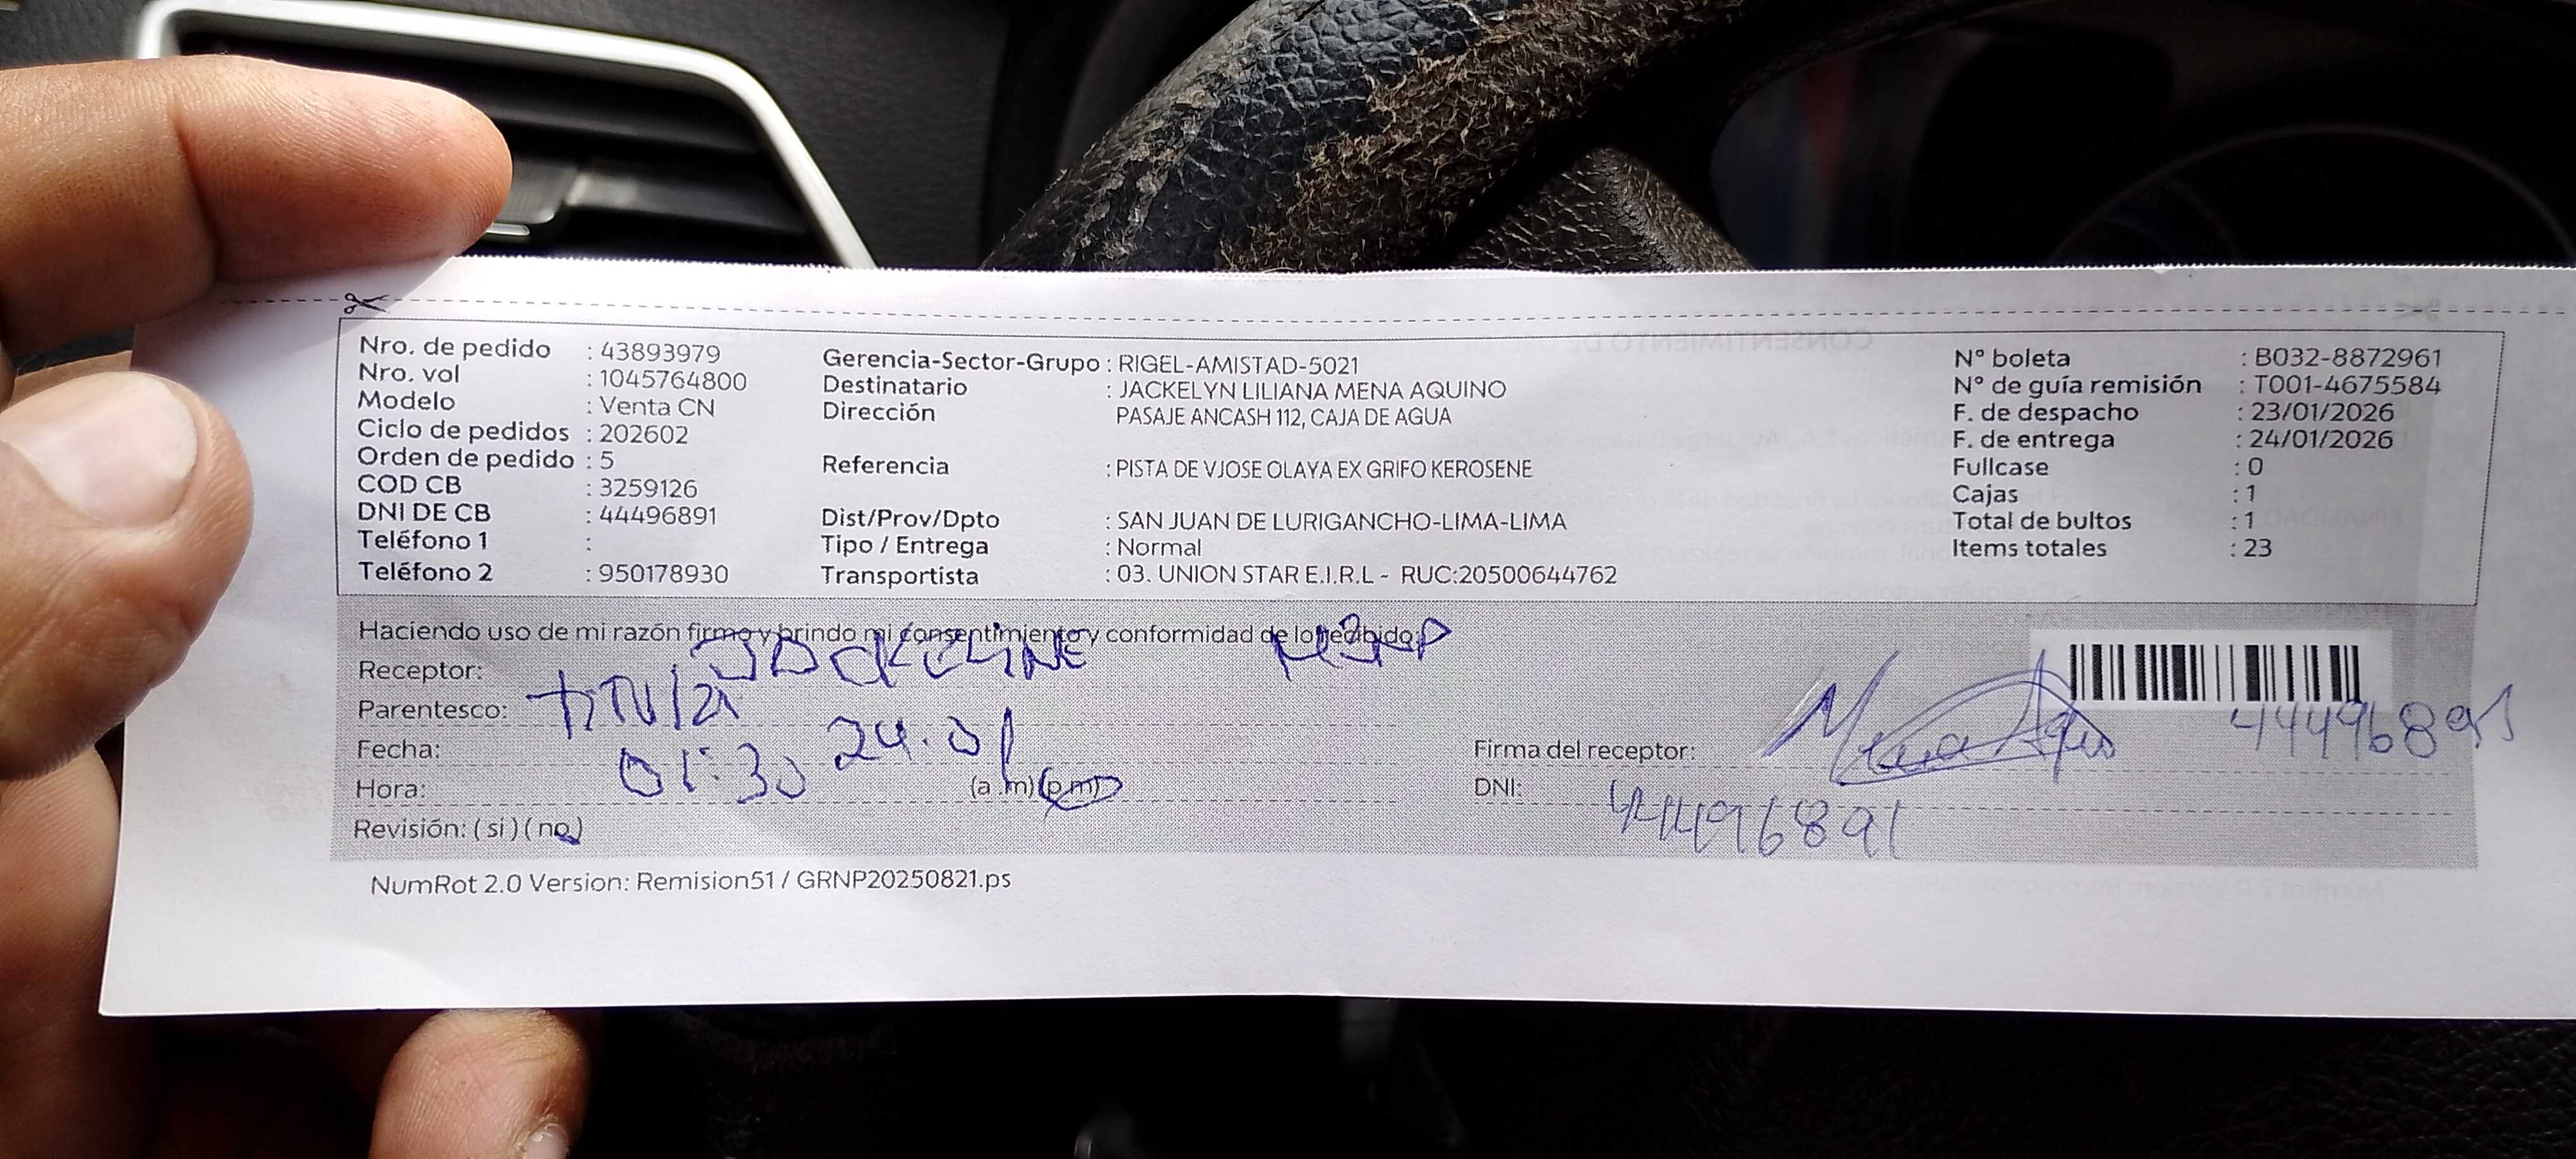 Nro. de pedido : 43893979
Nro. vol : 1045764800
Modelo : Venta CN
Ciclo de pedidos : 202602
Orden de pedido : 5
COD CB : 3259126
DNI DE CB : 44496891
Teléfono 1 :
Teléfono 2 : 950178930
Gerencia-Sector-Grupo : RIGEL-AMISTAD-5021
Destinatario : JACKELYN LILIANA MENA AQUINO
Dirección PASAJE ANCASH 112, CAJA DE AGUA
Referencia : PISTA DE VJOSE OLAYA EX GRIFO KEROSENE
Dist/Prov/Dpto : SAN JUAN DE LURIGANCHO-LIMA-LIMA
Tipo / Entrega : Normal
Transportista : 03. UNION STAR E.I.R.L - RUC:20500644762
N° boleta : B032-8872961
N° de guía remisión : T001-4675584
F. de despacho : 23/01/2026
F. de entrega : 24/01/2026
Fullcase : 0
Cajas : 1
Total de bultos : 1
Items totales : 23
Haciendo uso de mi razón firmo y brindo mi consentimiento y conformidad de lo recibido
Receptor: JACKELINE
Parentesco:
Fecha: 24.01
Hora: 01:30 (a.m) (p.m)
Revisión: (si) (no)
Firma del receptor: Mena 44496891
DNI: 44496891
NumRot 2.0 Version: Remision51 / GRNP20250821.ps